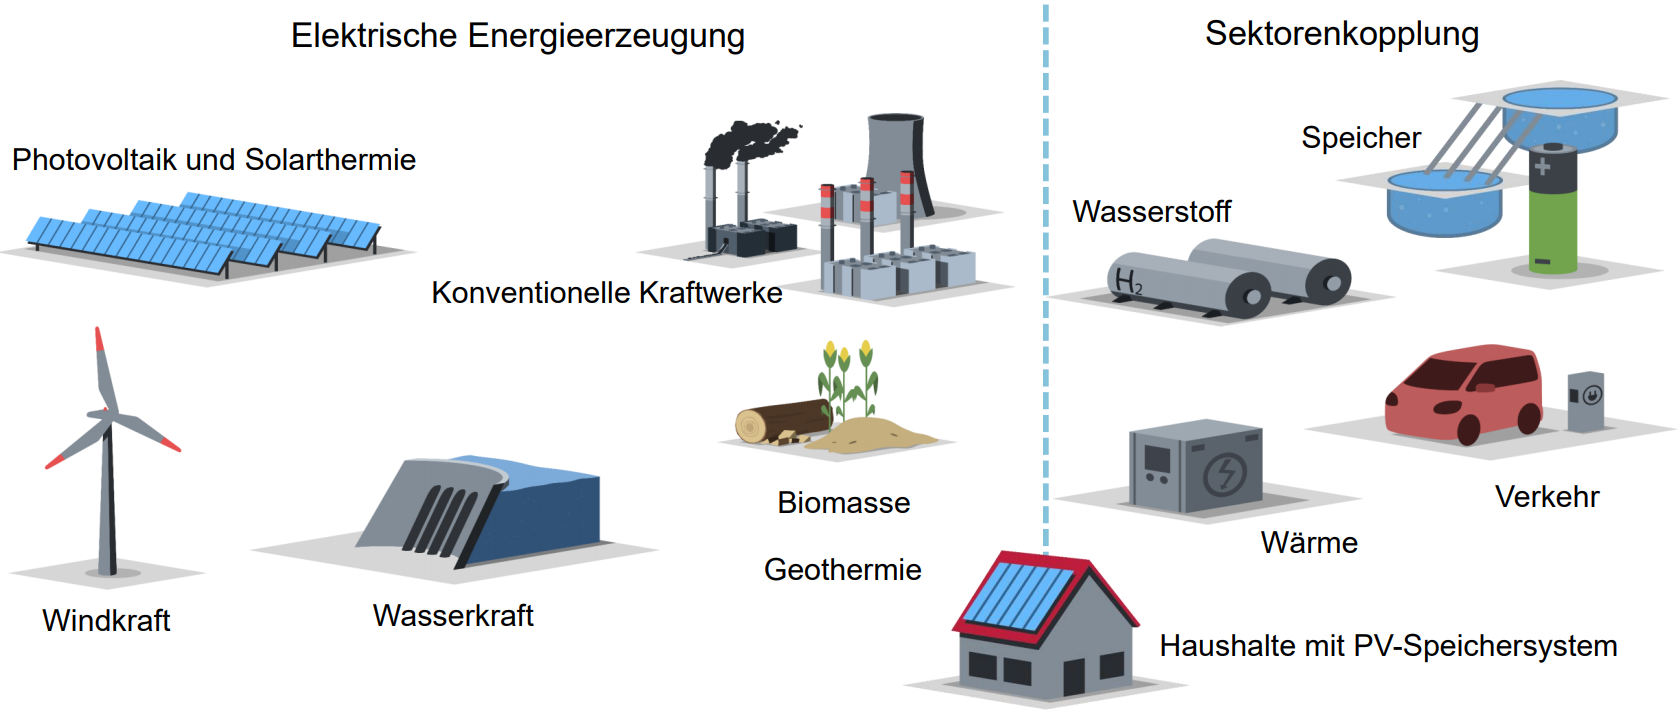 Elektrische Energieerzeugung
Sektorenkopplung
Photovoltaik und Solarthermie
Konventionelle Kraftwerke
Speicher
Wasserstoff
H2
Biomasse
Geothermie
Windkraft
Wasserkraft
Verkehr
Wärme
Haushalte mit PV-Speichersystem